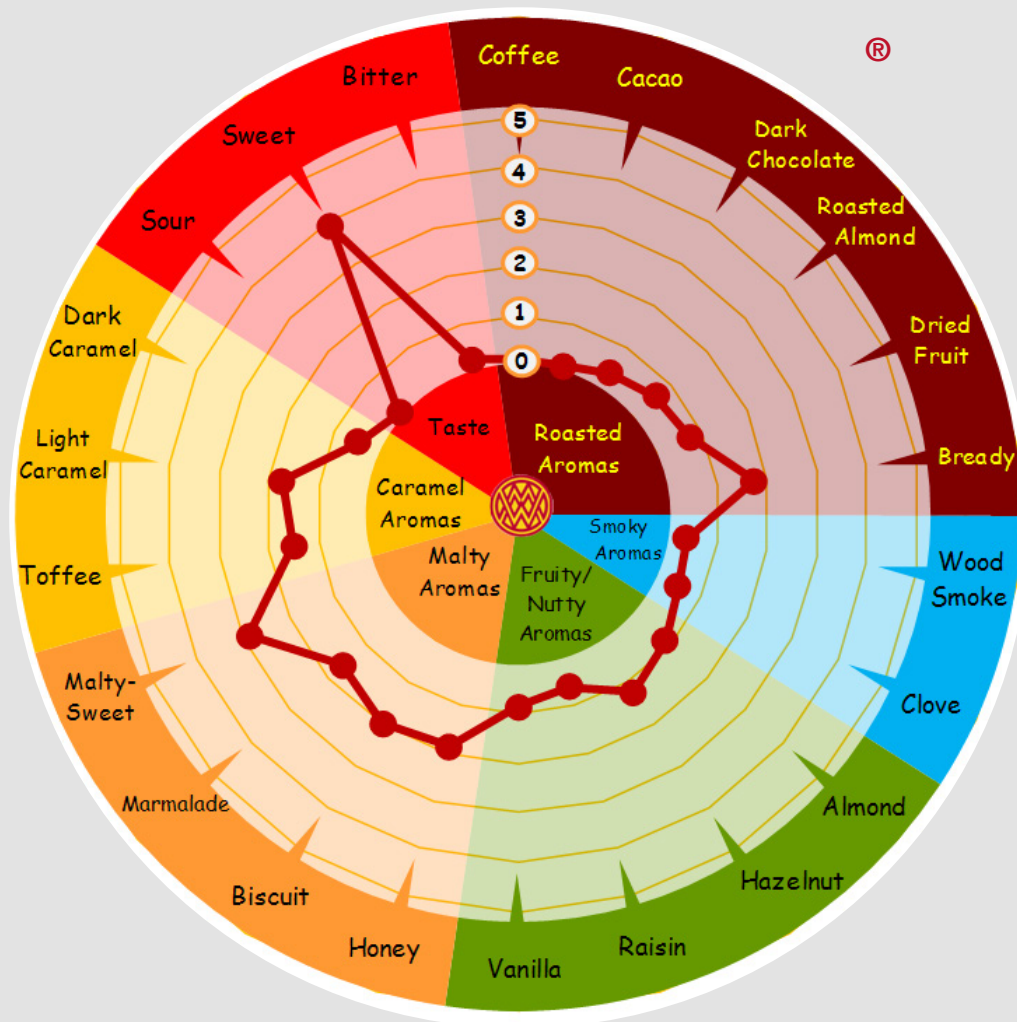 ®
Coffee
Cacao
Dark
Chocolate
Roasted
Almond
Dried
Fruit
Bready
Wood
Smoke
Clove
Almond
Hazelnut
Raisin
Vanilla
Honey
Biscuit
Marmalade
Malty-
Sweet
Toffee
Light
Caramel
Dark
Caramel
Sour
Sweet
Bitter
5
4
3
2
1
0
Taste
Roasted
Aromas
Caramel
Aromas
Smoky
Aromas
Malty
Aromas
Fruity/
Nutty
Aromas